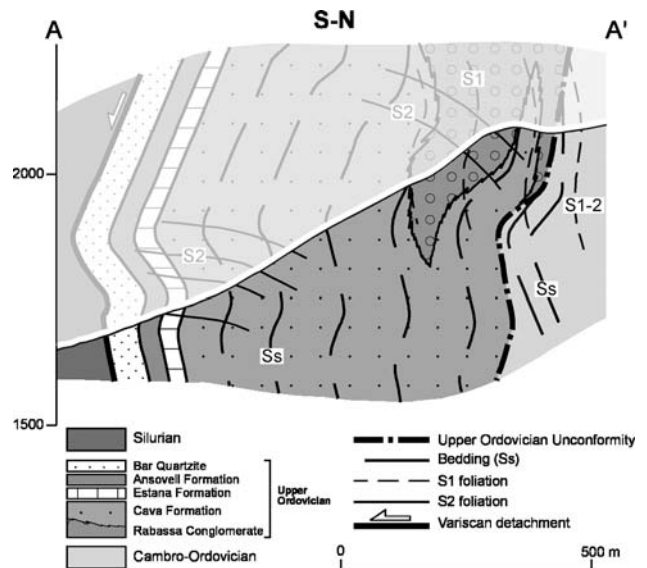 S-N
A A'
S1
S2
2000
S1-2
S2
Ss
Ss
1500
Silurian
Bar Quartzite
Ansovell Formation
Estana Formation
Cava Formation
Rabassa Conglomerate
Upper Ordovician
Cambro-Ordovician
Upper Ordovician Unconformity
Bedding (Ss)
S1 foliation
S2 foliation
Variscan detachment
0 500 m